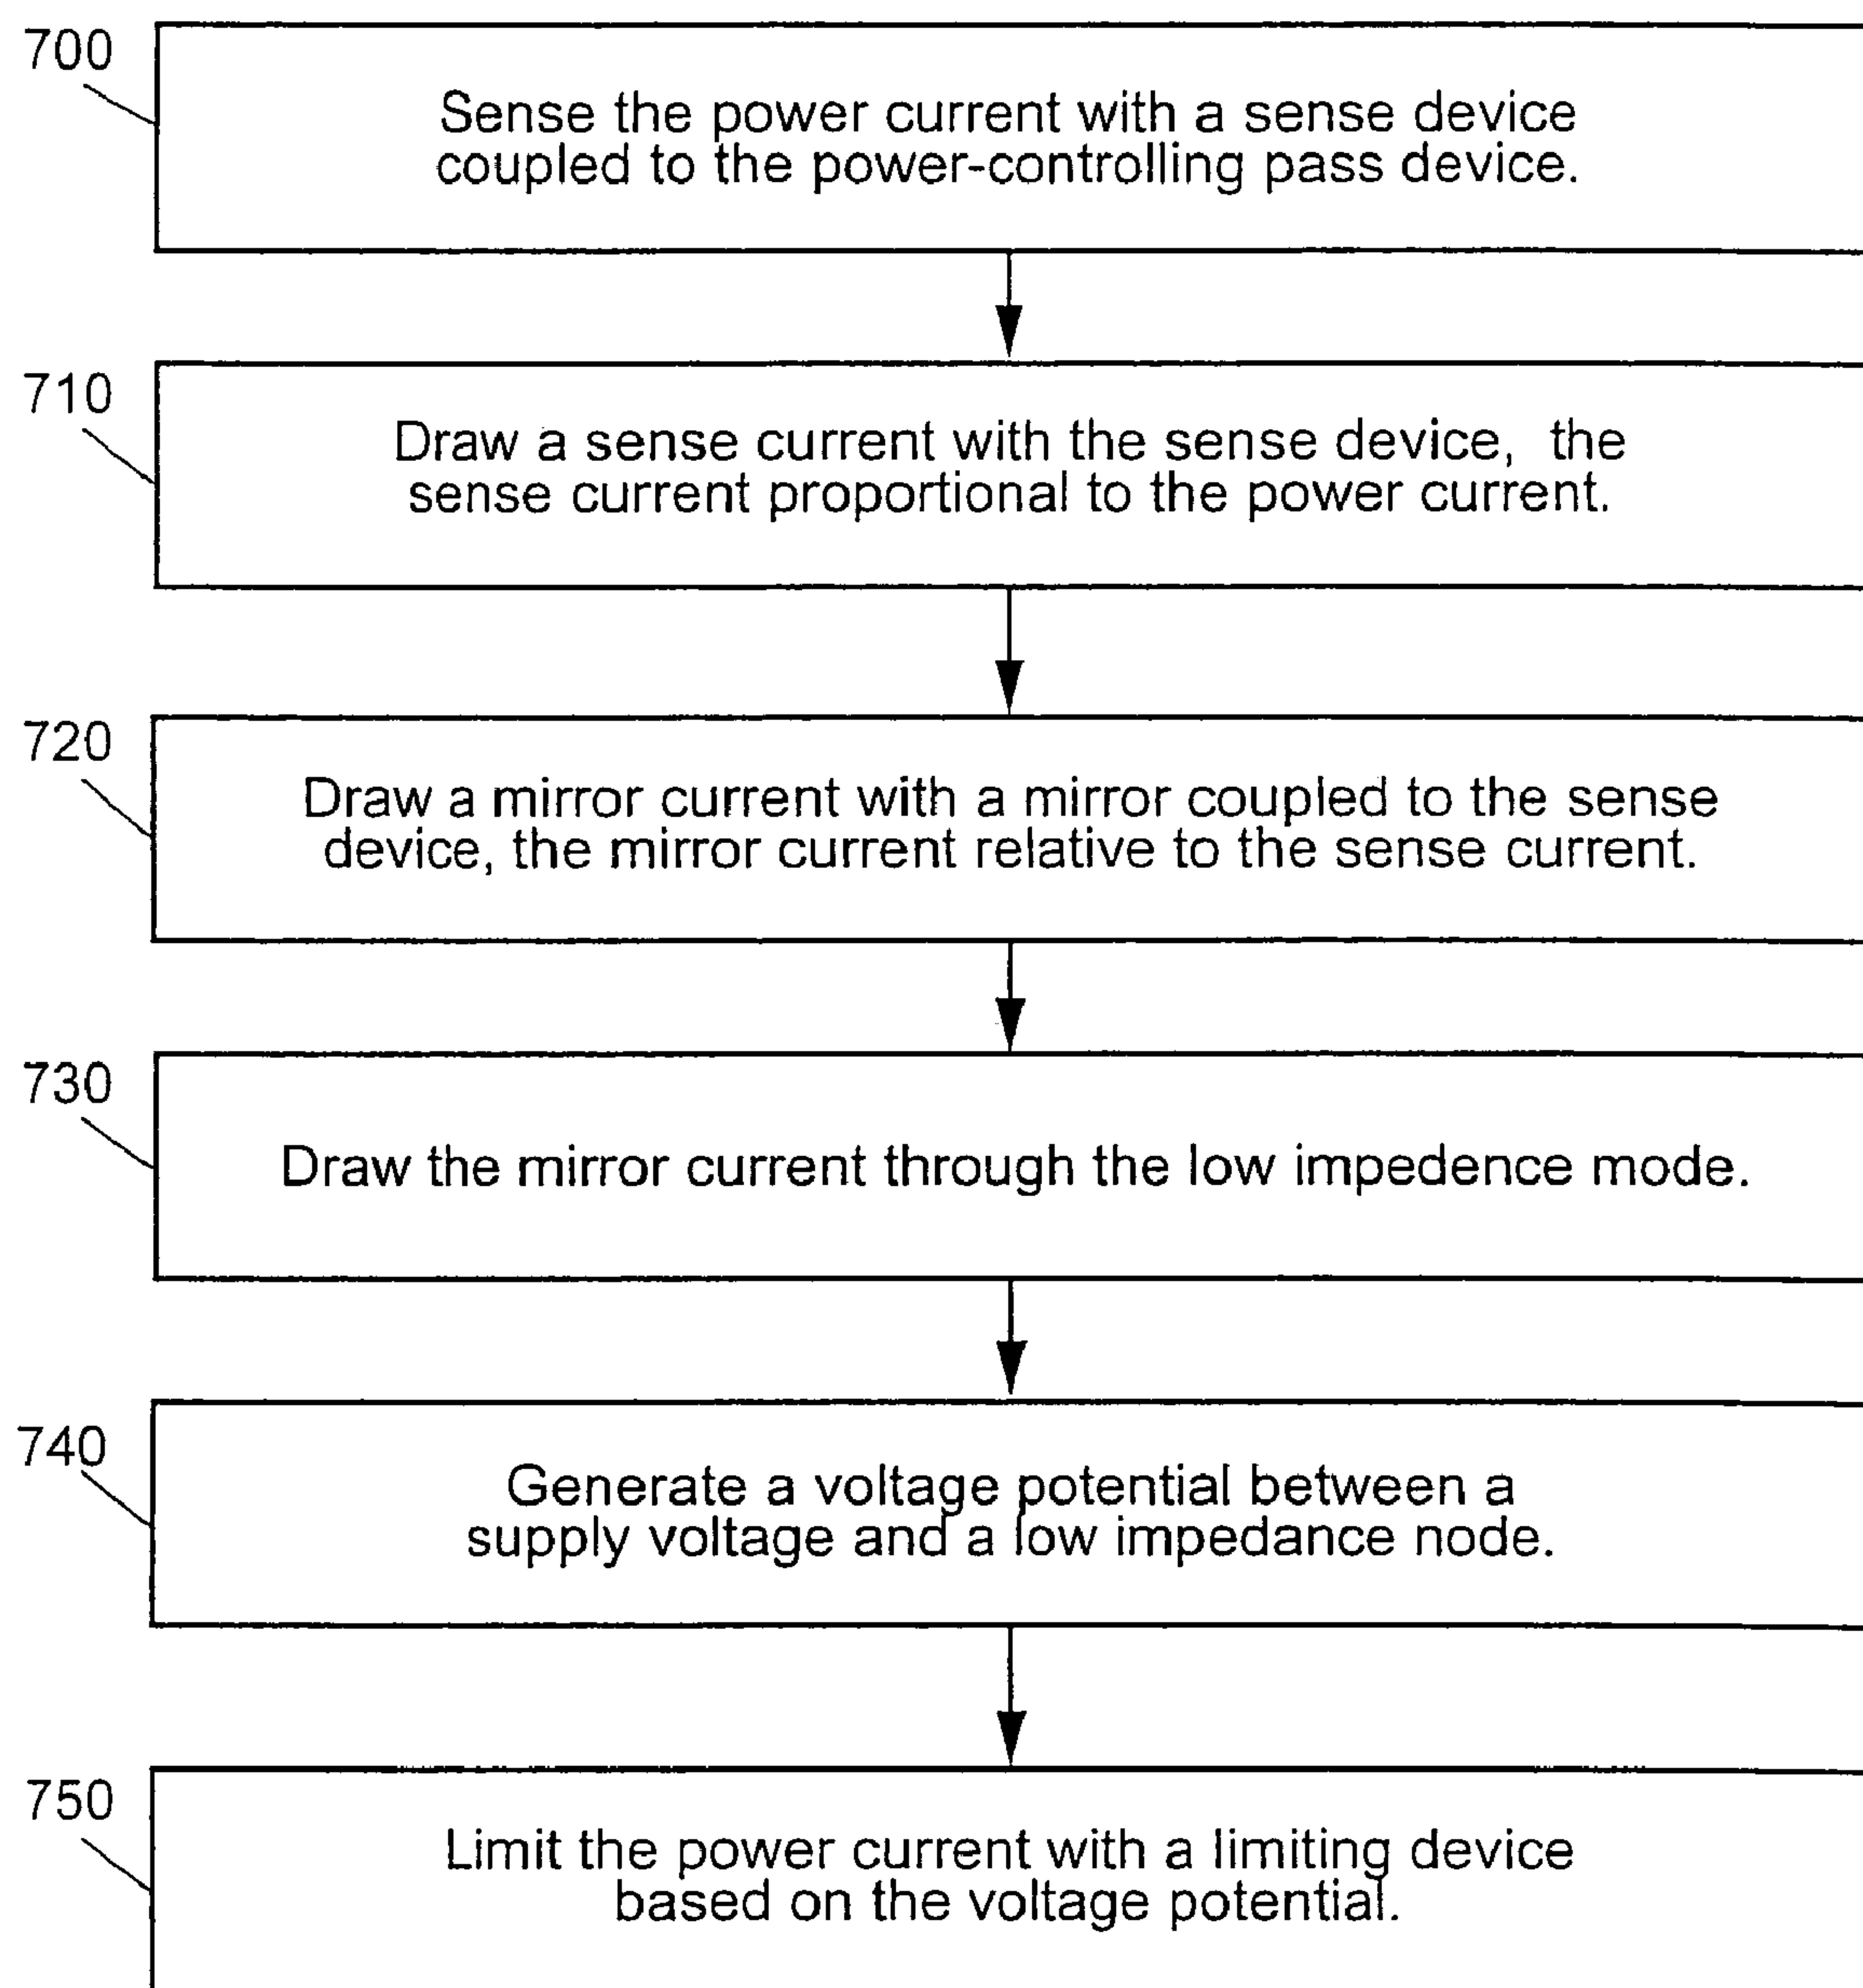 700
Sense the power current with a sense device
coupled to the power-controlling pass device.
710
Draw a sense current with the sense device, the
sense current proportional to the power current.
720
Draw a mirror current with a mirror coupled to the sense
device, the mirror current relative to the sense current.
730
Draw the mirror current through the low impedence mode.
740
Generate a voltage potential between a
supply voltage and a low impedance node.
750
Limit the power current with a limiting device
based on the voltage potential.